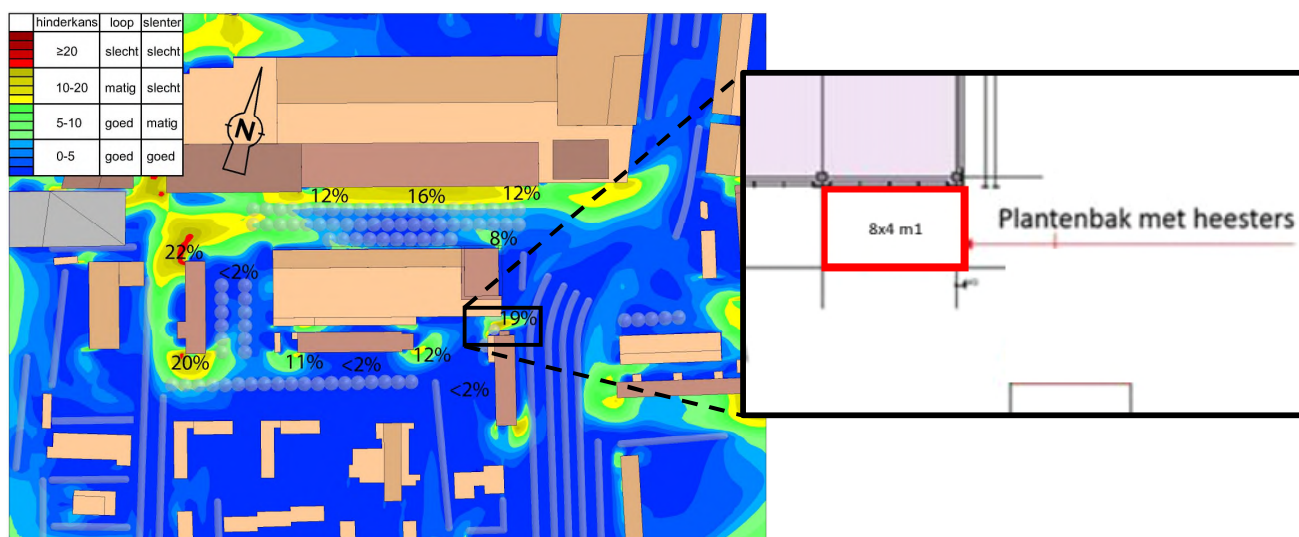 hinderkans loop slenter
≥20 slecht slecht
10-20 matig slecht
5-10 goed matig
0-5 goed goed
N
12% 16% 12%
8%
22%
<2%
19%
20% 11% <2% 12%
<2%
8x4 m1
Plantenbak met heesters